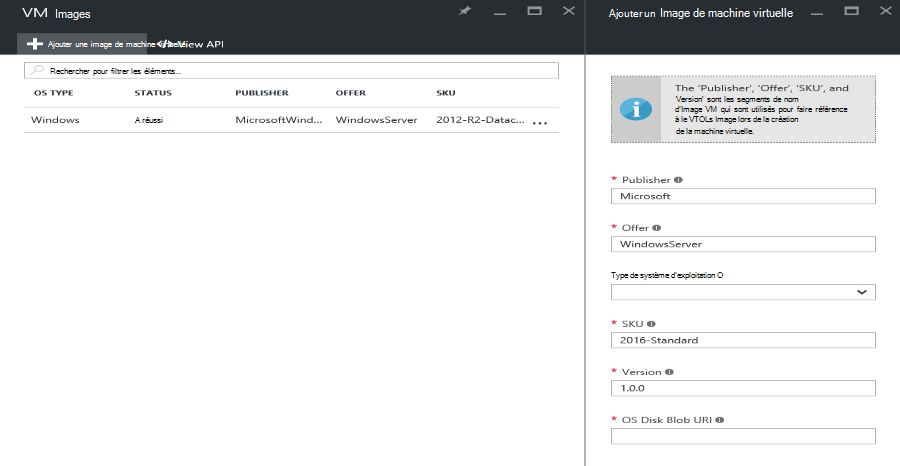 VM Images
Ajouter une image de machine View API
Rechercher pour filtrer les éléments...
OS TYPE STATUS PUBLISHER OFFER SKU
Windows A réussi MicrosoftWind... WindowsServer 2012-R2-Datac... ...
Ajouter un Image de machine virtuelle
The 'Publisher', 'Offer', 'SKU', and
Version' sont les segments de nom
d'Image VM qui sont utilisés pour faire référence
à le VTOLs Image lors de la création
de la machine virtuelle.
* Publisher
Microsoft
* Offer
WindowsServer
Type de système d'exploitation O
* SKU
2016-Standard
* Version
1.0.0
* OS Disk Blob URI